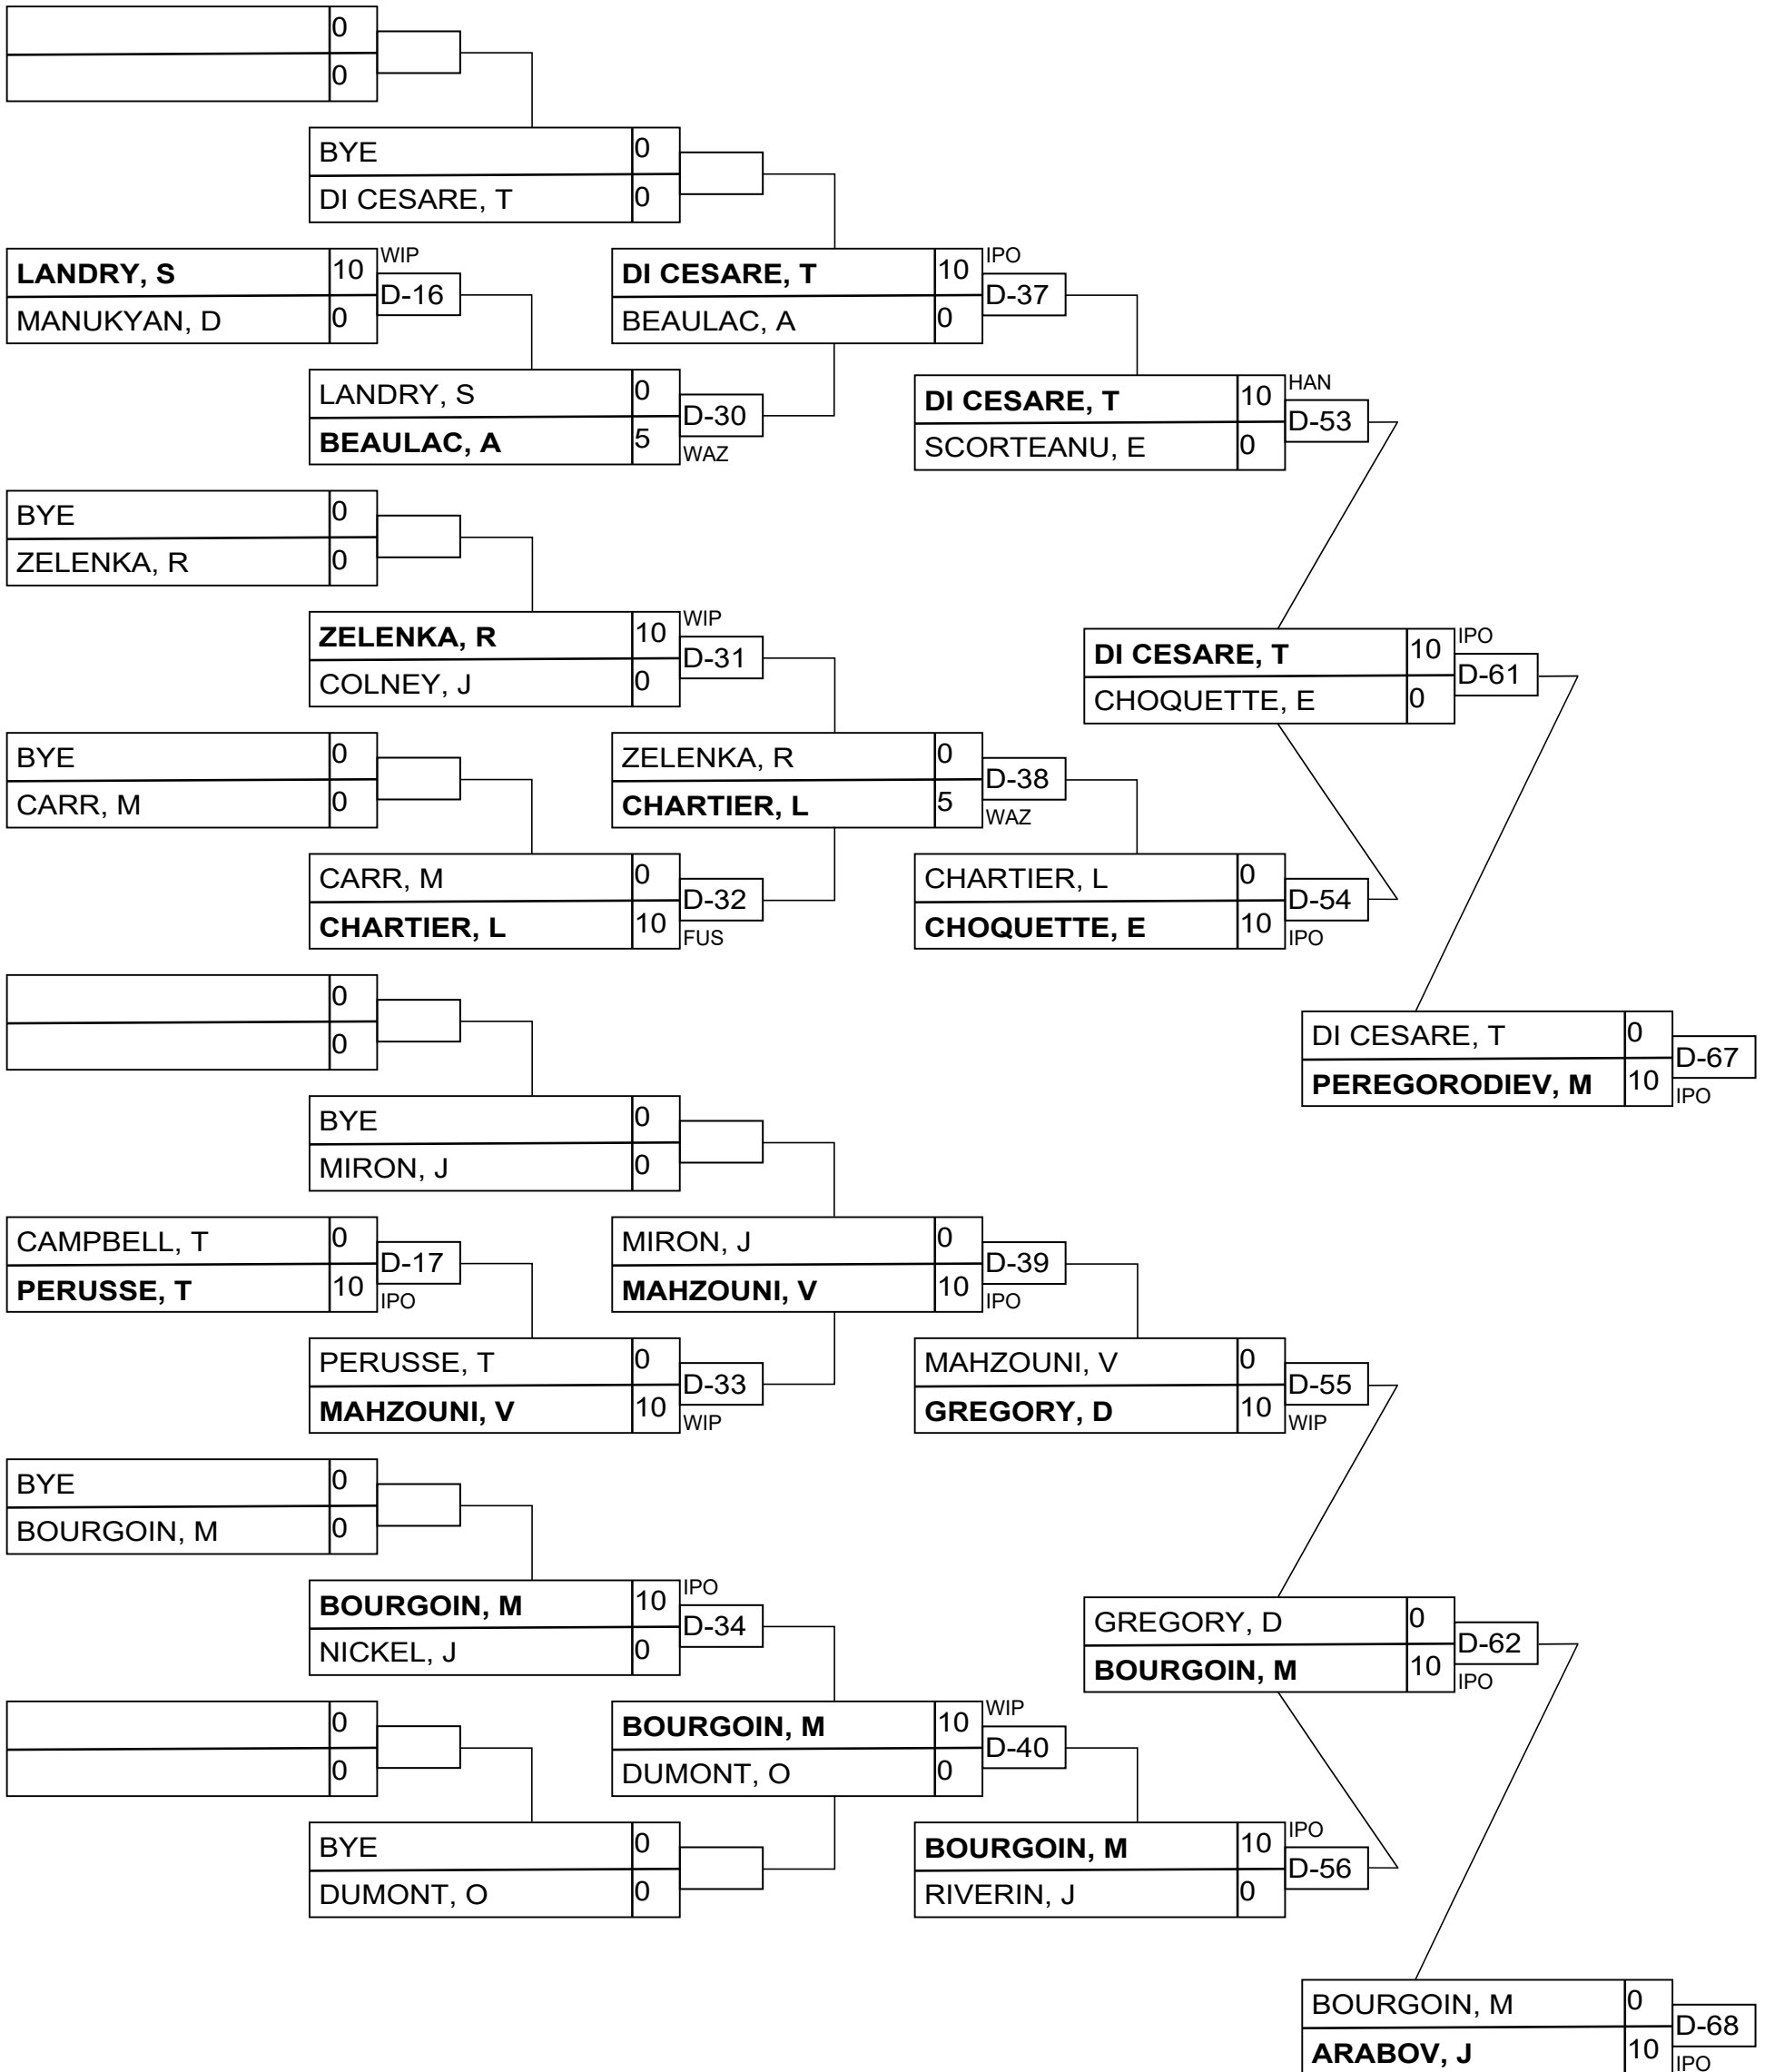 0
0
BYE 0
DI CESARE, T 0
LANDRY, S 10 WIP
D-16
MANUKYAN, D 0
DI CESARE, T 10 IPO
D-37
BEAULAC, A 0
LANDRY, S 0
D-30
BEAULAC, A 5 WAZ
DI CESARE, T 10 HAN
D-53
SCORTEANU, E 0
BYE 0
ZELENKA, R 0
ZELENKA, R 10 WIP
D-31
COLNEY, J 0
DI CESARE, T 10 IPO
D-61
CHOQUETTE, E 0
BYE 0
CARR, M 0
ZELENKA, R 0
D-38
CHARTIER, L 5 WAZ
CARR, M 0
D-32
CHARTIER, L 10 FUS
CHARTIER, L 0
D-54
CHOQUETTE, E 10 IPO
0
0
DI CESARE, T 0
D-67
PEREGORODIEV, M 10 IPO
BYE 0
MIRON, J 0
CAMPBELL, T 0
D-17
PERUSSE, T 10 IPO
MIRON, J 0
D-39
MAHZOUNI, V 10 IPO
PERUSSE, T 0
D-33
MAHZOUNI, V 10 WIP
MAHZOUNI, V 0
D-55
GREGORY, D 10 WIP
BYE 0
BOURGOIN, M 0
BOURGOIN, M 10 IPO
D-34
NICKEL, J 0
GREGORY, D 0
D-62
BOURGOIN, M 10 IPO
0
0
BOURGOIN, M 10 WIP
D-40
DUMONT, O 0
BYE 0
DUMONT, O 0
BOURGOIN, M 10 IPO
D-56
RIVERIN, J 0
BOURGOIN, M 0
D-68
ARABOV, J 10 IPO